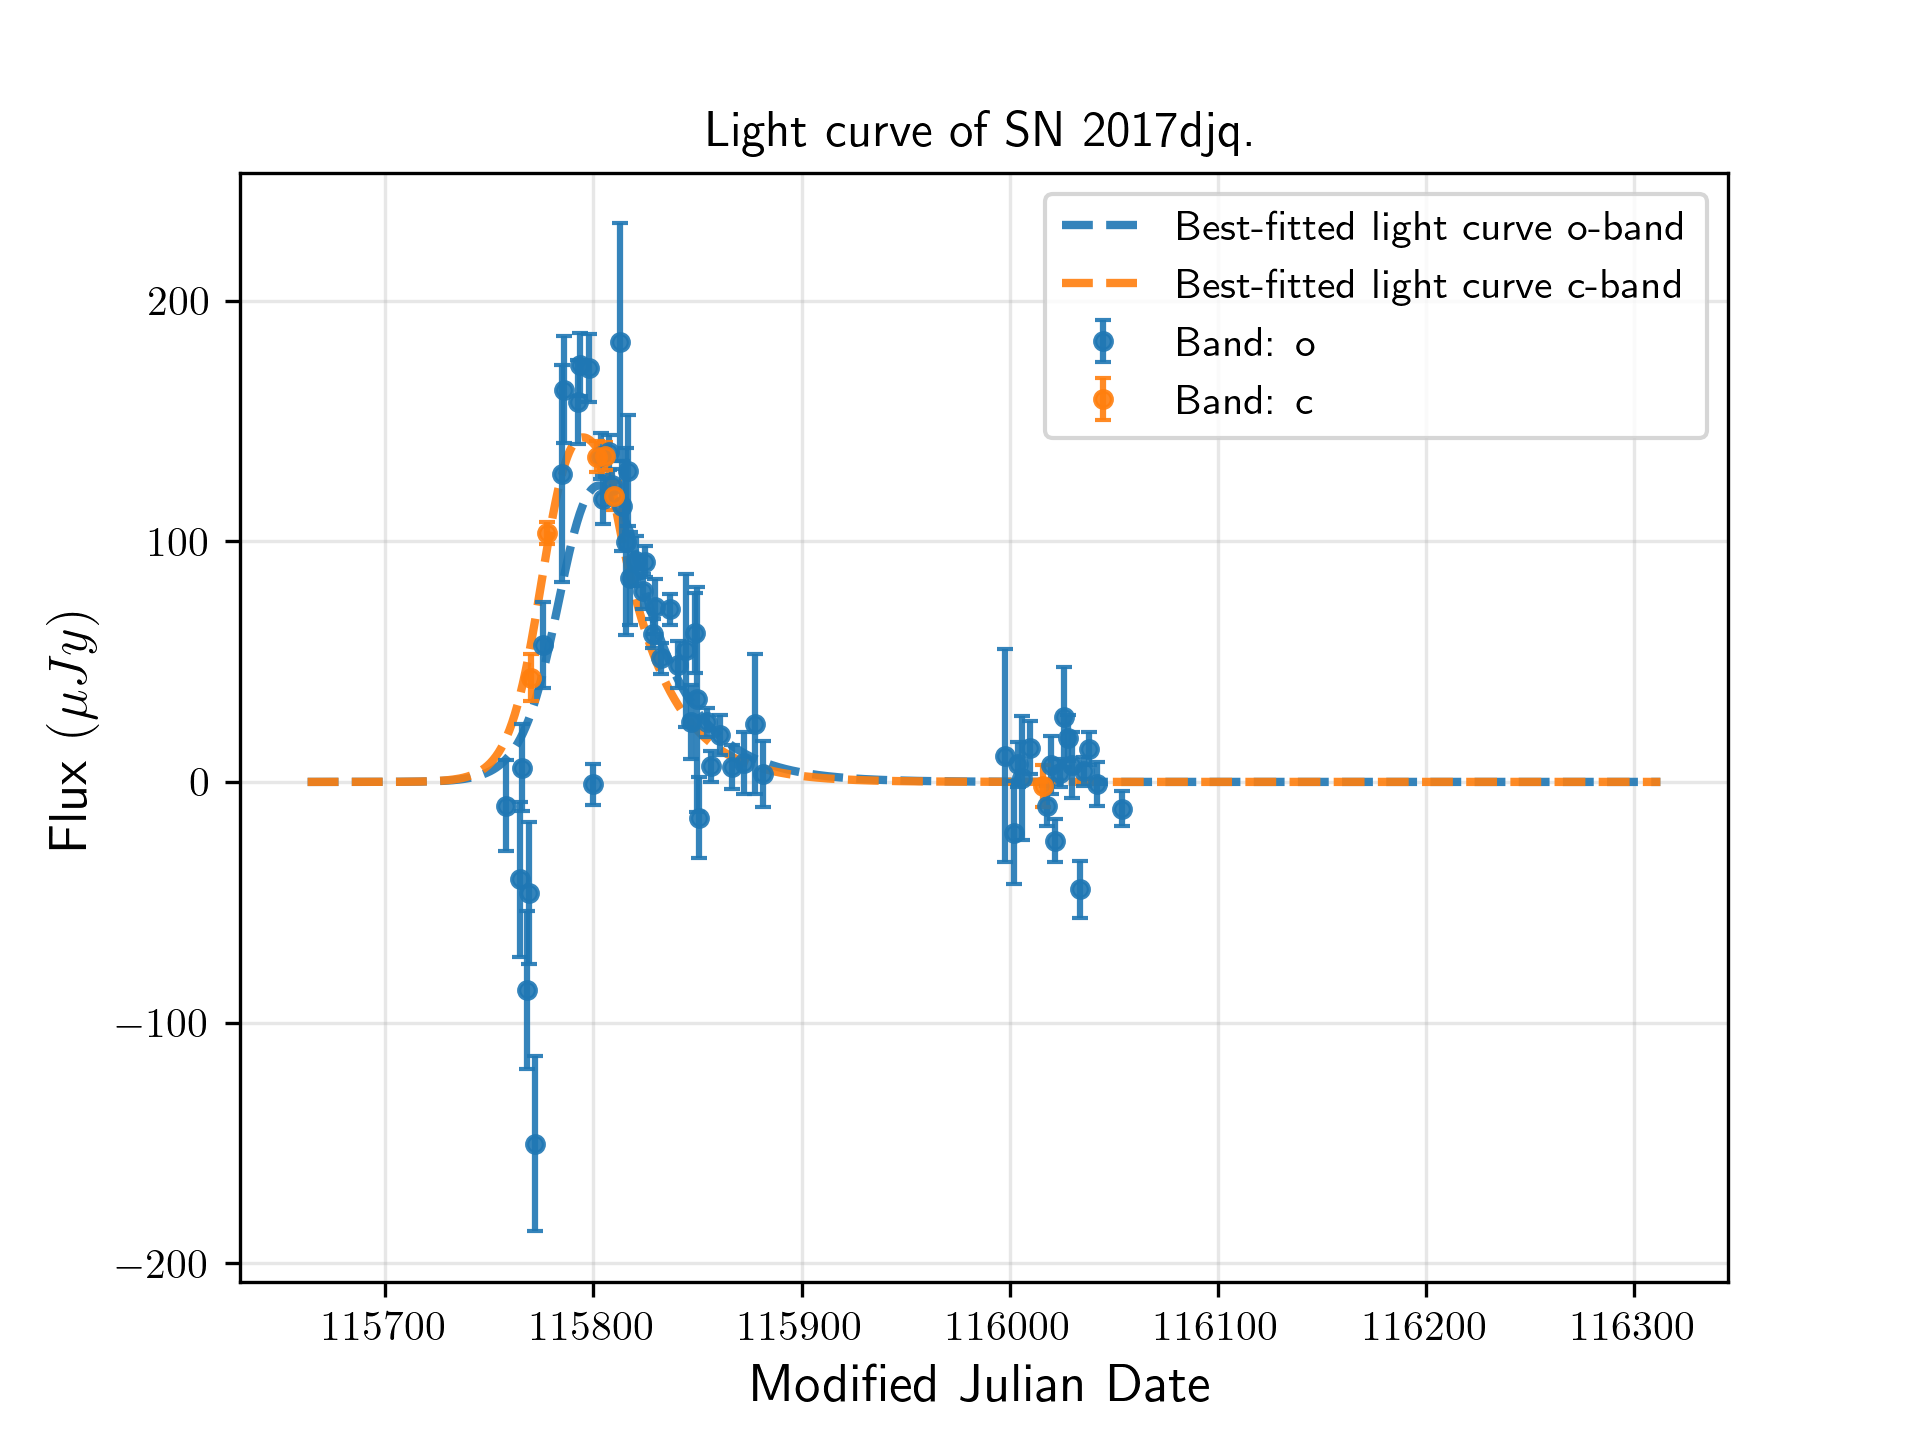 Light curve of SN 2017djq.
Best-fitted light curve o-band
Best-fitted light curve c-band
Band: o
Band: c
200
100
0
−100
−200
Flux (μJy)
115700 115800 115900 116000 116100 116200 116300
Modified Julian Date